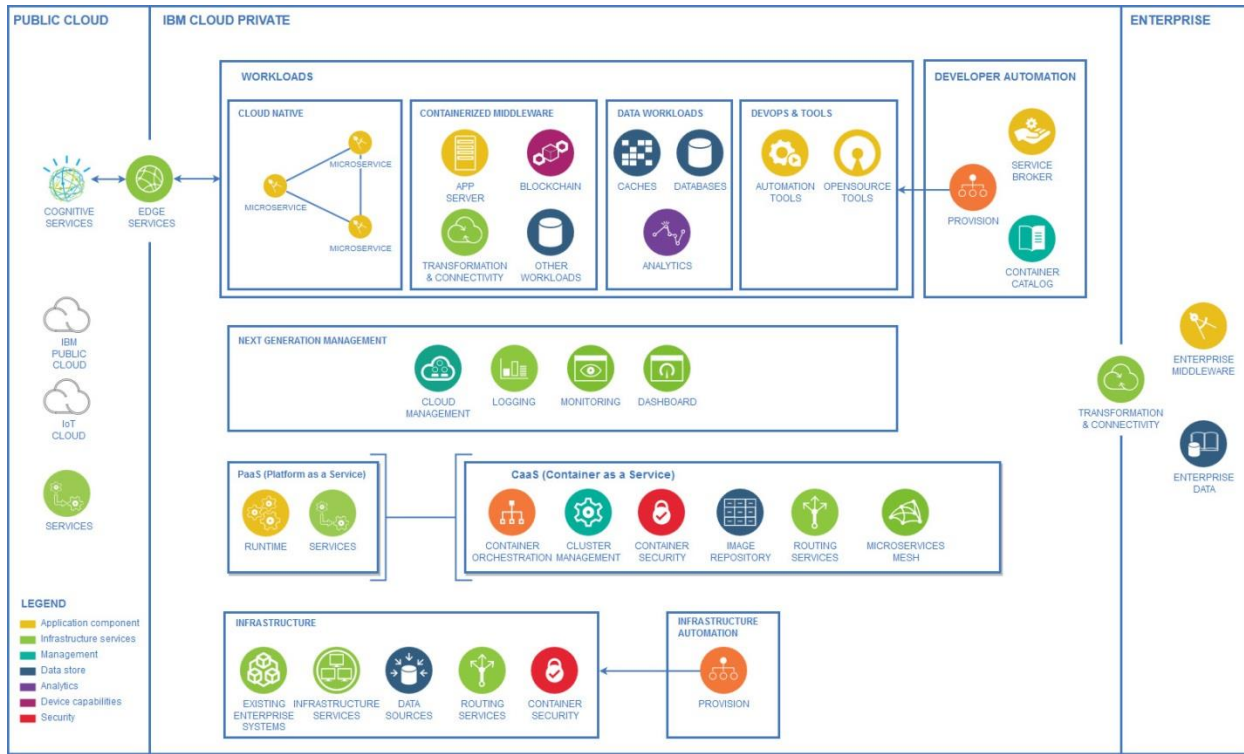 PUBLIC CLOUD
IBM CLOUD PRIVATE
ENTERPRISE
WORKLOADS
DEVELOPER AUTOMATION
CLOUD NATIVE
CONTAINERIZED MIDDLEWARE
DATA WORKLOADS
DEVOPS & TOOLS
MICROSERVICE
MICROSERVICE
MICROSERVICE
APP
SERVER
BLOCKCHAIN
TRANSFORMATION
& CONNECTIVITY
OTHER
WORKLOADS
CACHES
DATABASES
ANALYTICS
AUTOMATION
TOOLS
OPENSOURCE
TOOLS
SERVICE
BROKER
PROVISION
CONTAINER
CATALOG
COGNITIVE
SERVICES
EDGE
SERVICES
IBM
PUBLIC
CLOUD
IoT
CLOUD
SERVICES
NEXT GENERATION MANAGEMENT
CLOUD
MANAGEMENT
LOGGING
MONITORING
DASHBOARD
TRANSFORMATION
& CONNECTIVITY
ENTERPRISE
MIDDLEWARE
ENTERPRISE
DATA
PaaS (Platform as a Service)
RUNTIME
SERVICES
CaaS (Container as a Service)
CONTAINER
ORCHESTRATION
CLUSTER
MANAGEMENT
CONTAINER
SECURITY
IMAGE
REPOSITORY
ROUTING
SERVICES
MICROSERVICES
MESH
INFRASTRUCTURE
EXISTING
ENTERPRISE
SYSTEMS
INFRASTRUCTURE
SERVICES
DATA
SOURCES
ROUTING
SERVICES
CONTAINER
SECURITY
INFRASTRUCTURE
AUTOMATION
PROVISION
LEGEND
Application component
Infrastructure services
Management
Data store
Analytics
Device capabilities
Security